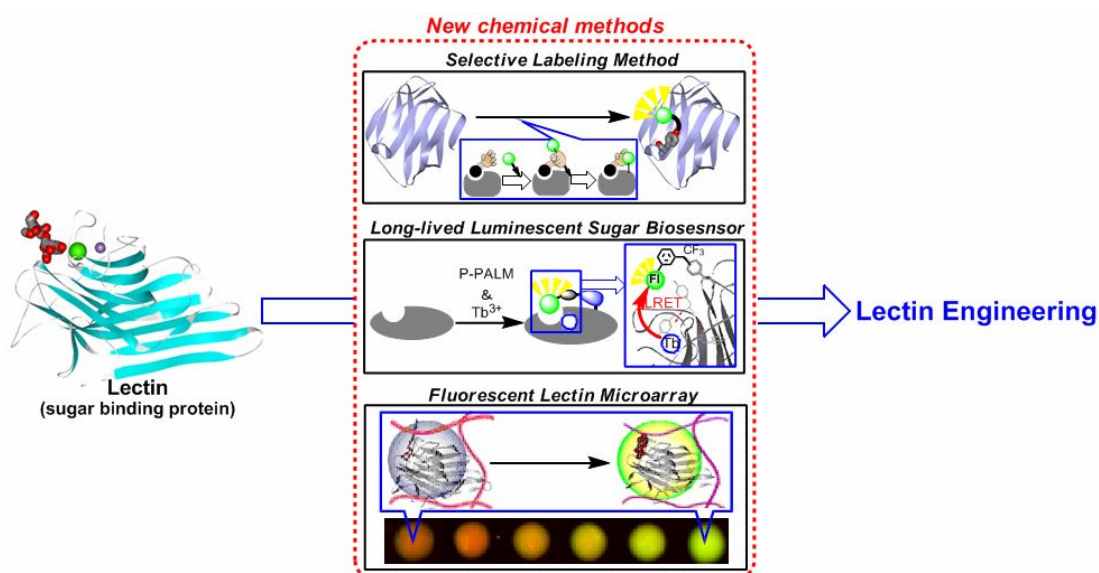 New chemical methods
Selective Labeling Method
Long-lived Luminescent Sugar Biosesnsor
P-PALM
&
Tb3+
CF3
Fl
LRET
Tb
Lectin
(sugar binding protein)
Lectin Engineering
Fluorescent Lectin Microarray